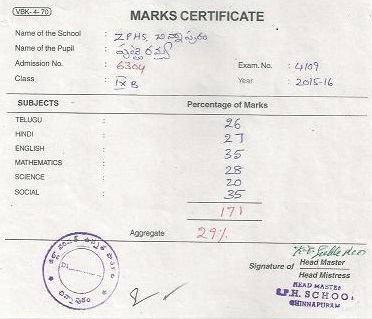 VBK- 4- 70
MARKS CERTIFICATE
Name of the School : ZPHS, చిన్నాపురం
Name of the Pupil :
Admission No. : 6304 Exam. No. : 4109
Class : IX B Year : 2015-16
SUBJECTS Percentage of Marks
TELUGU : 26
HINDI : 27
ENGLISH : 35
MATHEMATICS : 28
SCIENCE : 20
SOCIAL : 35
171
Aggregate 29%
Signature of Head Master
Head Mistress
HEAD MASTER
Z.P.H. SCHOOL
CHINNAPURAM